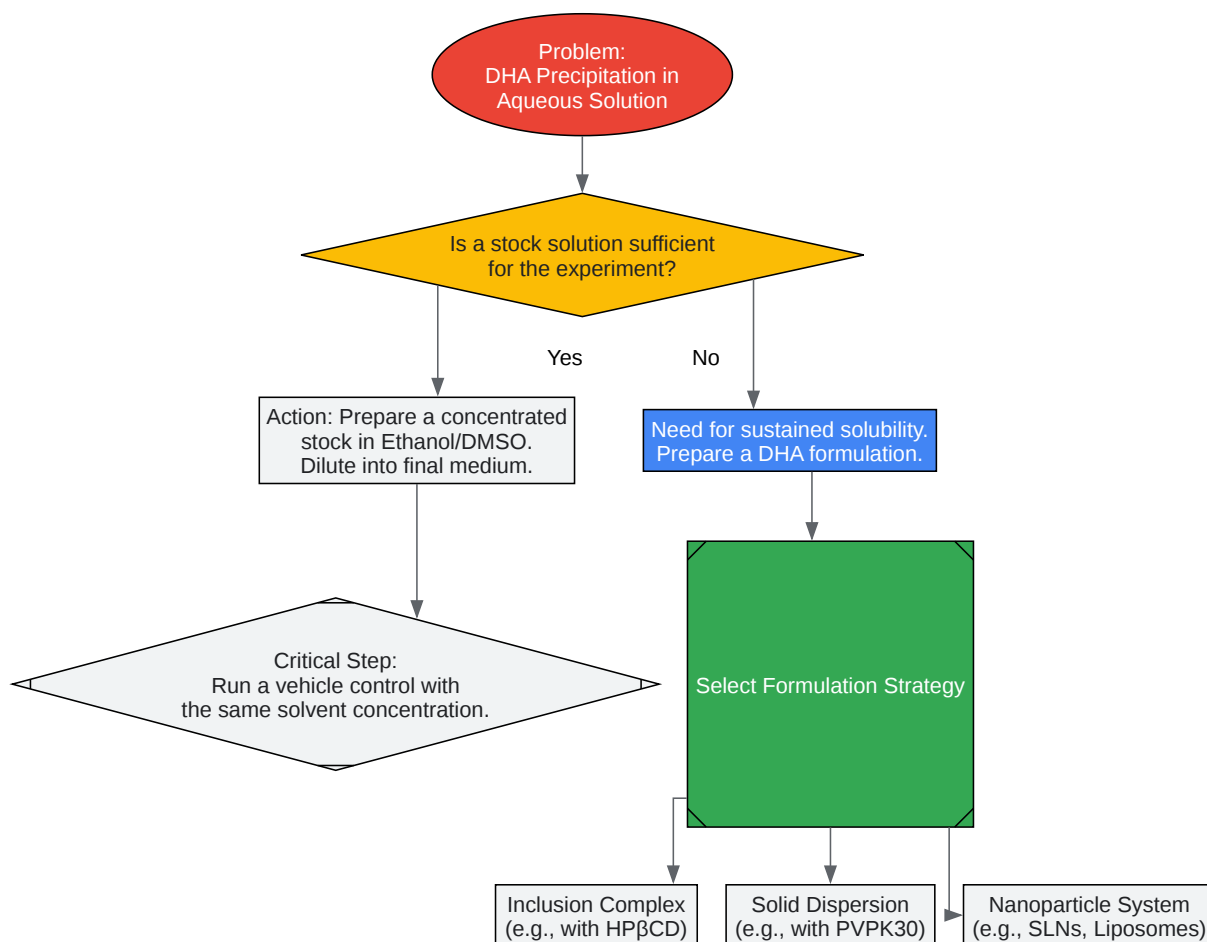 Problem:
DHA Precipitation in
Aqueous Solution
Is a stock solution sufficient
for the experiment?
Yes
No
Action: Prepare a concentrated
stock in Ethanol/DMSO.
Dilute into final medium.
Need for sustained solubility.
Prepare a DHA formulation.
Critical Step:
Run a vehicle control with
the same solvent concentration.
Select Formulation Strategy
Inclusion Complex
(e.g., with HPβCD)
Solid Dispersion
(e.g., with PVPK30)
Nanoparticle System
(e.g., SLNs, Liposomes)